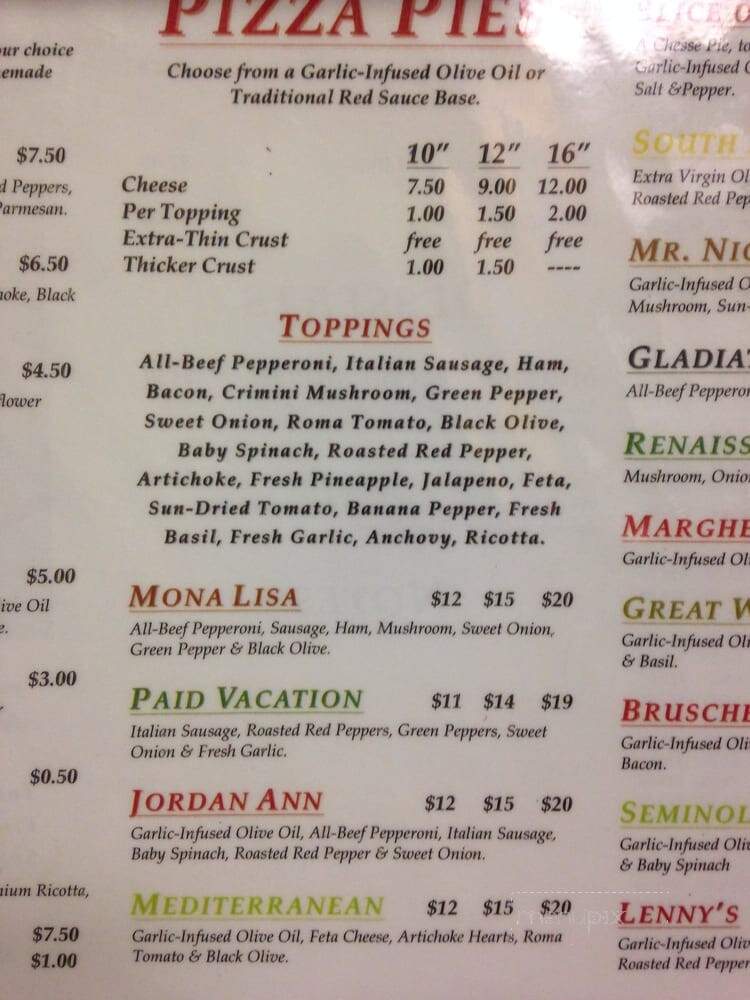 our choice
emade
$7.50
d Peppers,
Parmesan.
$6.50
hoke, Black
$4.50
lower
$5.00
ive Oil
e.
$3.00
$0.50
nium Ricotta,
$7.50
$1.00
PIZZA PIES
Choose from a Garlic-Infused Olive Oil or
Traditional Red Sauce Base.
10" 12" 16"
Cheese 7.50 9.00 12.00
Per Topping 1.00 1.50 2.00
Extra-Thin Crust free free free
Thicker Crust 1.00 1.50 ----
TOPPINGS
All-Beef Pepperoni, Italian Sausage, Ham,
Bacon, Crimini Mushroom, Green Pepper,
Sweet Onion, Roma Tomato, Black Olive,
Baby Spinach, Roasted Red Pepper,
Artichoke, Fresh Pineapple, Jalapeno, Feta,
Sun-Dried Tomato, Banana Pepper, Fresh
Basil, Fresh Garlic, Anchovy, Ricotta.
MONA LISA $12 $15 $20
All-Beef Pepperoni, Sausage, Ham, Mushroom, Sweet Onion,
Green Pepper & Black Olive.
PAID VACATION $11 $14 $19
Italian Sausage, Roasted Red Peppers, Green Peppers, Sweet
Onion & Fresh Garlic.
JORDAN ANN $12 $15 $20
Garlic-Infused Olive Oil, All-Beef Pepperoni, Italian Sausage,
Baby Spinach, Roasted Red Pepper & Sweet Onion.
MEDITERRANEAN $12 $15 $20
Garlic-Infused Olive Oil, Feta Cheese, Artichoke Hearts, Roma
Tomato & Black Olive.
menupix
A Chesse Pie, to
Garlic-Infused O
Salt &Pepper.
SOUTH
Extra Virgin Ol
Roasted Red Pep
MR. NIC
Garlic-Infused O
Mushroom, Sun-
GLADIAT
All-Beef Pepperon
RENAISS
Mushroom, Onion
MARGHE
Garlic-Infused Oli
GREAT W
Garlic-Infused Oli
& Basil.
BRUSCHE
Garlic-Infused Oliv
Bacon.
SEMINOL
Garlic-Infused Oliv
& Baby Spinach
LENNY'S
Garlic-Infused Oliv
Roasted Red Pepper